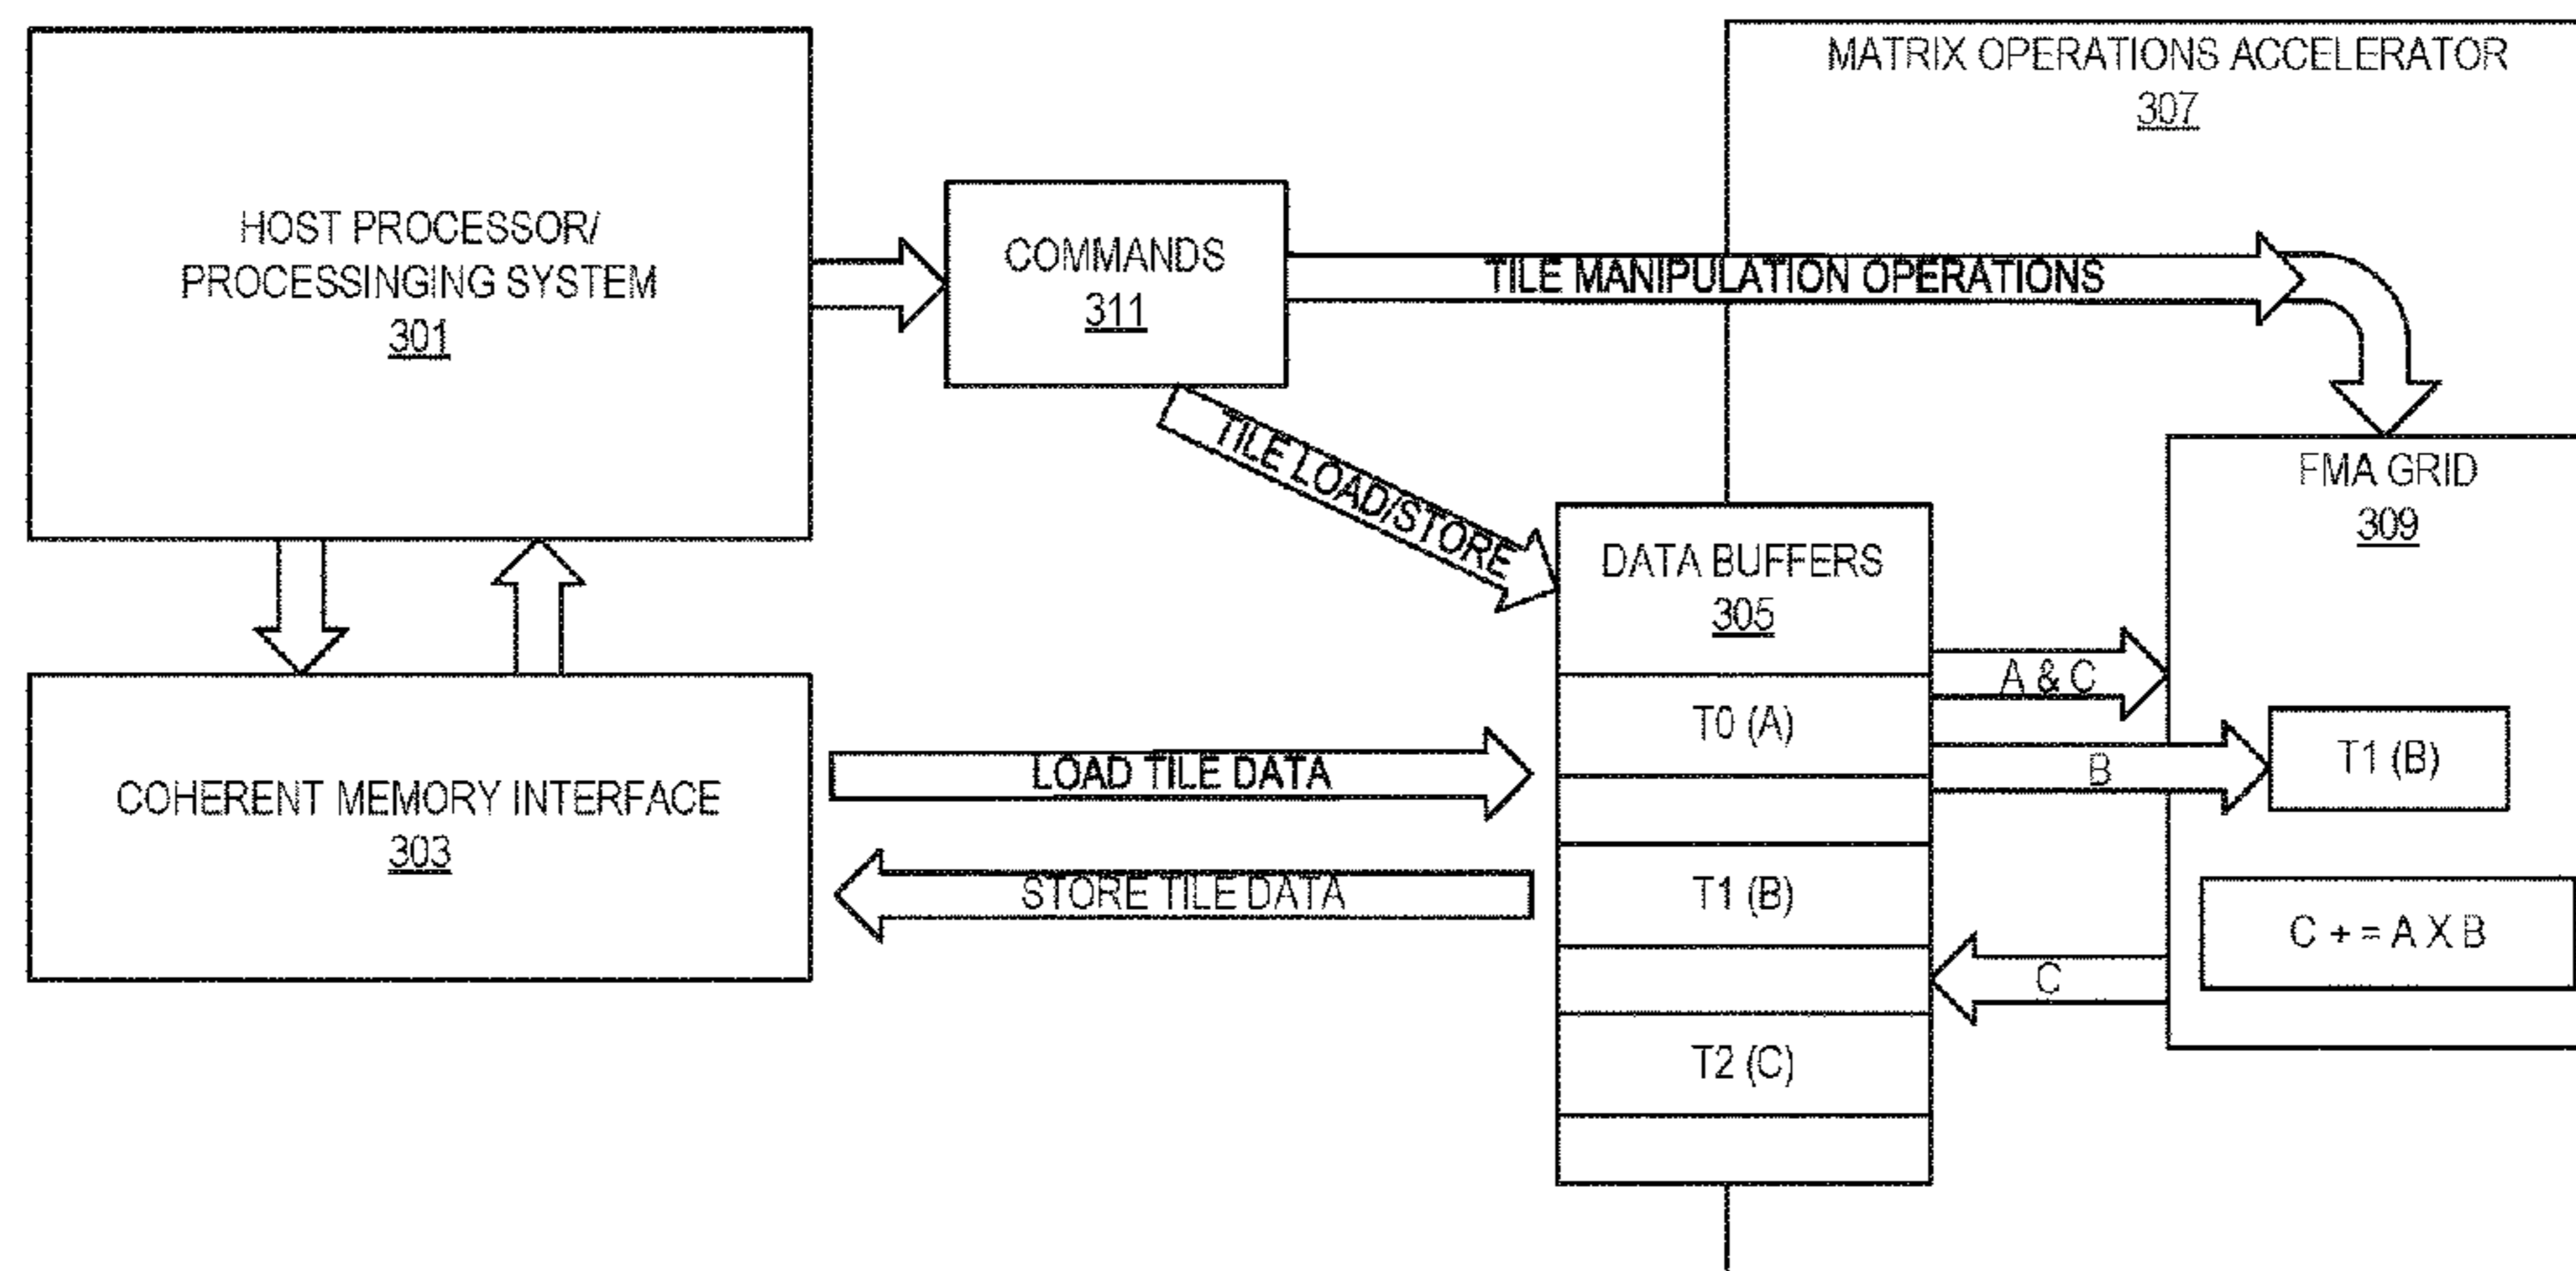 MATRIX OPERATIONS ACCELERATOR
307
HOST PROCESSOR/
PROCESSINGING SYSTEM
301
COMMANDS
311
TILE MANIPULATION OPERATIONS
TILE LOAD/STORE
FMA GRID
309
DATA BUFFERS
305
A & C
T0 (A)
B
T1 (B)
COHERENT MEMORY INTERFACE
303
LOAD TILE DATA
STORE TILE DATA
T1 (B)
C + = A X B
C
T2 (C)